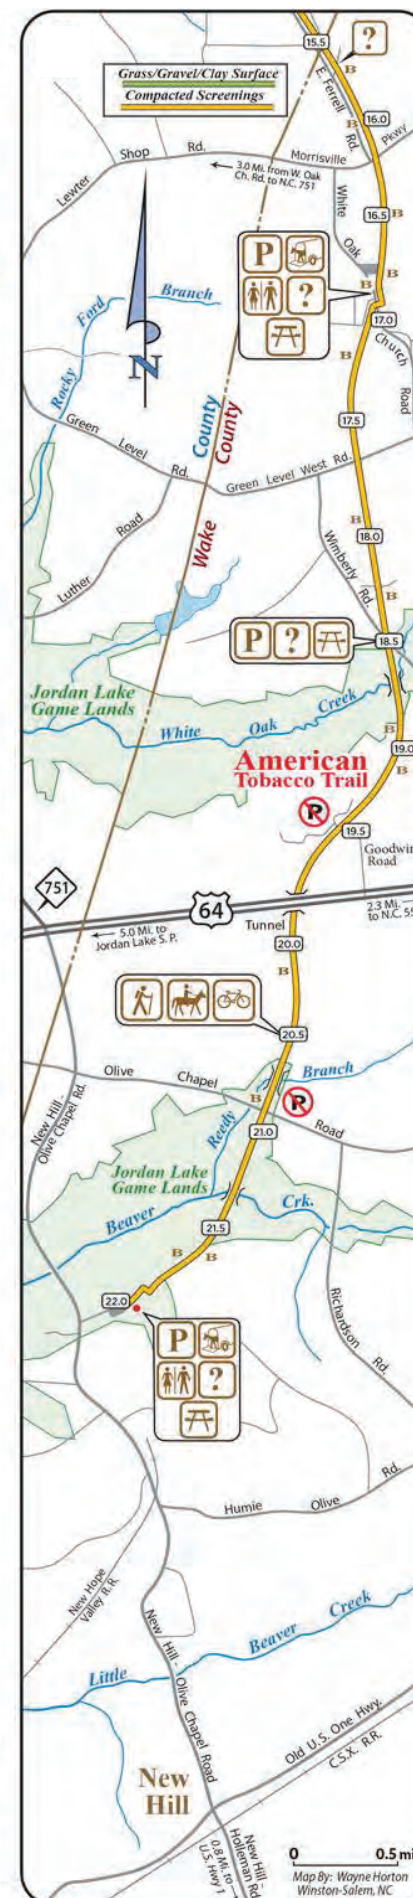 15.5
?
B
E. Ferrell
Rd.
Grass/Gravel/Clay Surface
Compacted Screenings
B
16.0
Pkwy
Lewter
Shop
Rd.
Morrisville
3.0 Mi. from W. Oak
Ch. Rd. to N.C. 751
White
Oak
16.5
B
B
B
P
?
17.0
Church
Road
B
Rocky
Ford
Branch
N
17.5
County
County
Wake
Green
Level
Rd.
Green Level West Rd.
B
18.0
Luther
Road
Wimberly
Rd.
B
P
?
18.5
Jordan Lake
Game Lands
White
Oak
Creek
B
19.0
B
American
Tobacco Trail
P
19.5
Goodwin
Road
751
64
5.0 Mi. to
Jordan Lake S. P.
2.3 Mi.
to N.C. 55
Tunnel
20.0
B
20.5
Olive
Chapel
Road
New Hill -
Olive Chapel Rd.
Branch
Reedy
B
P
21.0
Jordan Lake
Game Lands
Beaver
Crk.
21.5
B
B
22.0
P
?
Richardson
Rd.
Humie
Olive
Rd.
New Hope
Valley R.R.
New Hill -
Olive Chapel Road
Little
Beaver
Creek
New
Hill
Old U.S. One Hwy.
C.S.X. R.R.
0.8 Mi. to
U.S. Hwy 1
New Hill -
Holleman Rd.
0
0.5 mi
Map By: Wayne Horton
Winston-Salem, NC